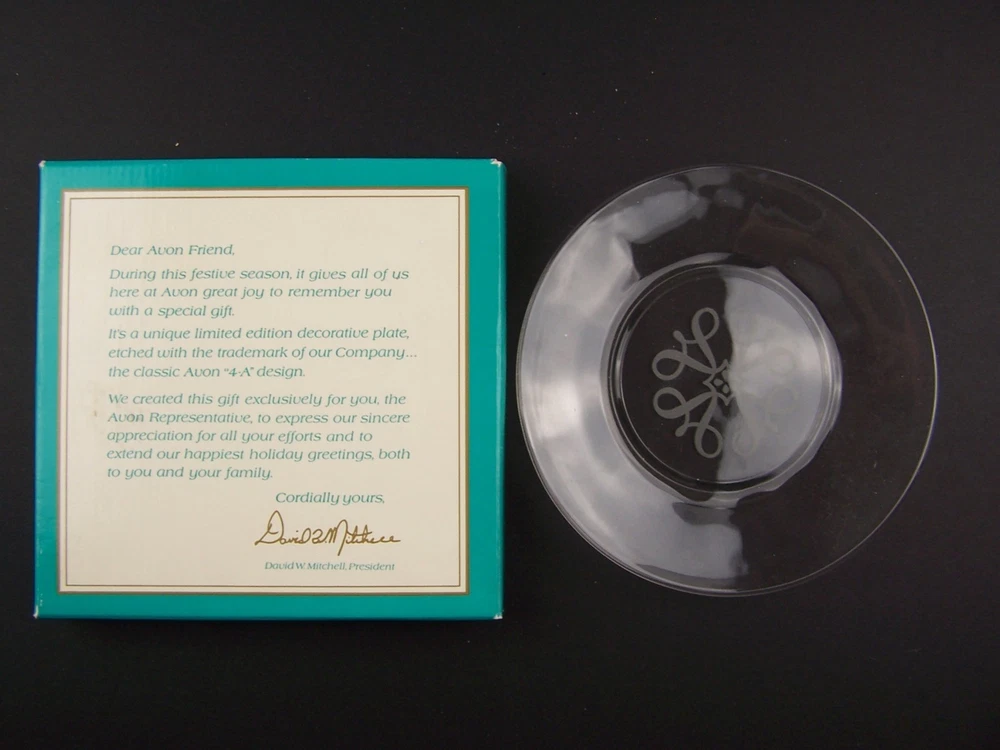 Dear Avon Friend,
During this festive season, it gives all of us
here at Avon great joy to remember you
with a special gift.
It's a unique limited edition decorative plate,
etched with the trademark of our Company...
the classic Avon "4-A" design.
We created this gift exclusively for you, the
Avon Representative, to express our sincere
appreciation for all your efforts and to
extend our happiest holiday greetings, both
to you and your family.
Cordially yours,
David W. Mitchell
David W. Mitchell, President